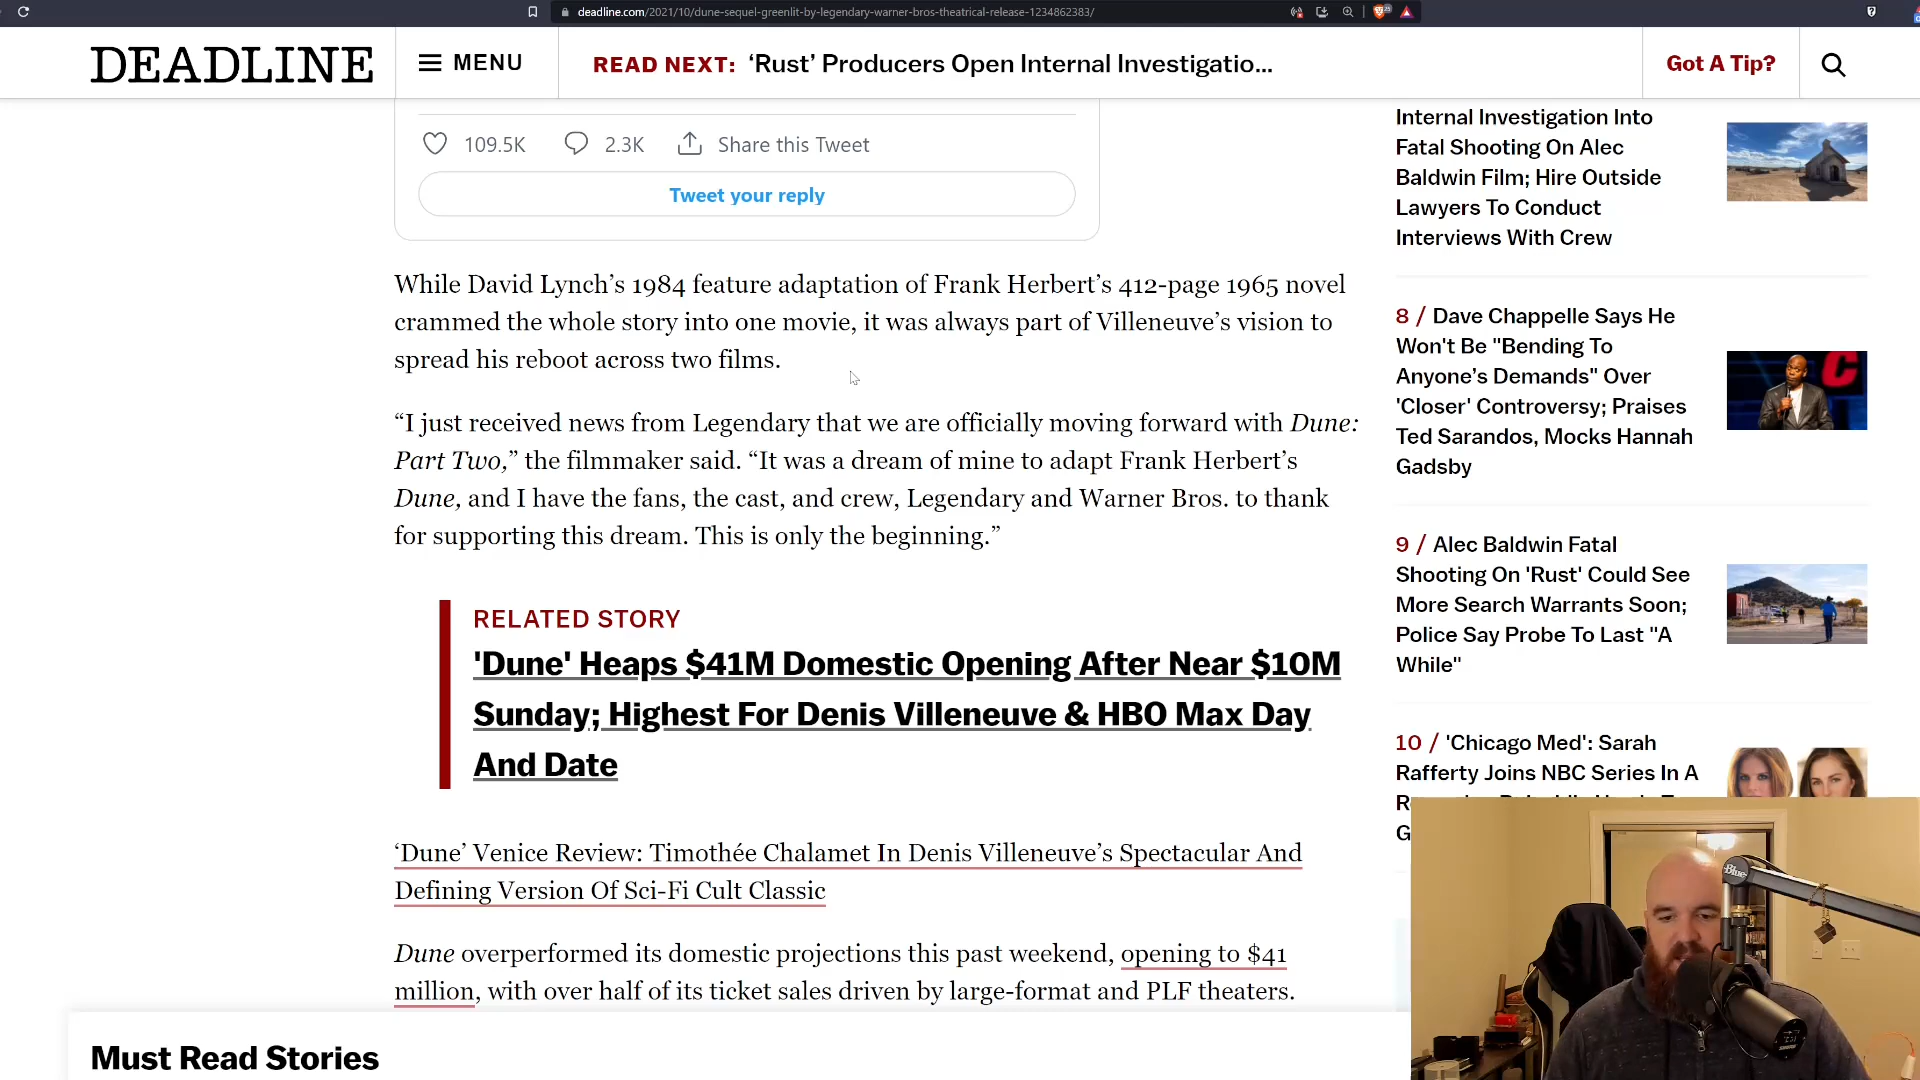 deadline.com/2021/10/dune-sequel-greenlit-by-legendary-warner-bros-theatrical-release-1234862383/
DEADLINE
MENU
READ NEXT: ‘Rust’ Producers Open Internal Investigatio...
Got A Tip?
109.5K
2.3K
Share this Tweet
Tweet your reply
While David Lynch’s 1984 feature adaptation of Frank Herbert’s 412-page 1965 novel
crammed the whole story into one movie, it was always part of Villeneuve’s vision to
spread his reboot across two films.
“I just received news from Legendary that we are officially moving forward with Dune:
Part Two,” the filmmaker said. “It was a dream of mine to adapt Frank Herbert’s
Dune, and I have the fans, the cast, and crew, Legendary and Warner Bros. to thank
for supporting this dream. This is only the beginning.”
RELATED STORY
'Dune' Heaps $41M Domestic Opening After Near $10M
Sunday; Highest For Denis Villeneuve & HBO Max Day
And Date
‘Dune’ Venice Review: Timothée Chalamet In Denis Villeneuve’s Spectacular And
Defining Version Of Sci-Fi Cult Classic
Dune overperformed its domestic projections this past weekend, opening to $41
million, with over half of its ticket sales driven by large-format and PLF theaters.
Must Read Stories
Internal Investigation Into
Fatal Shooting On Alec
Baldwin Film; Hire Outside
Lawyers To Conduct
Interviews With Crew
8 / Dave Chappelle Says He
Won't Be "Bending To
Anyone’s Demands" Over
'Closer' Controversy; Praises
Ted Sarandos, Mocks Hannah
Gadsby
9 / Alec Baldwin Fatal
Shooting On 'Rust' Could See
More Search Warrants Soon;
Police Say Probe To Last "A
While"
10 / 'Chicago Med': Sarah
Rafferty Joins NBC Series In A
Blue